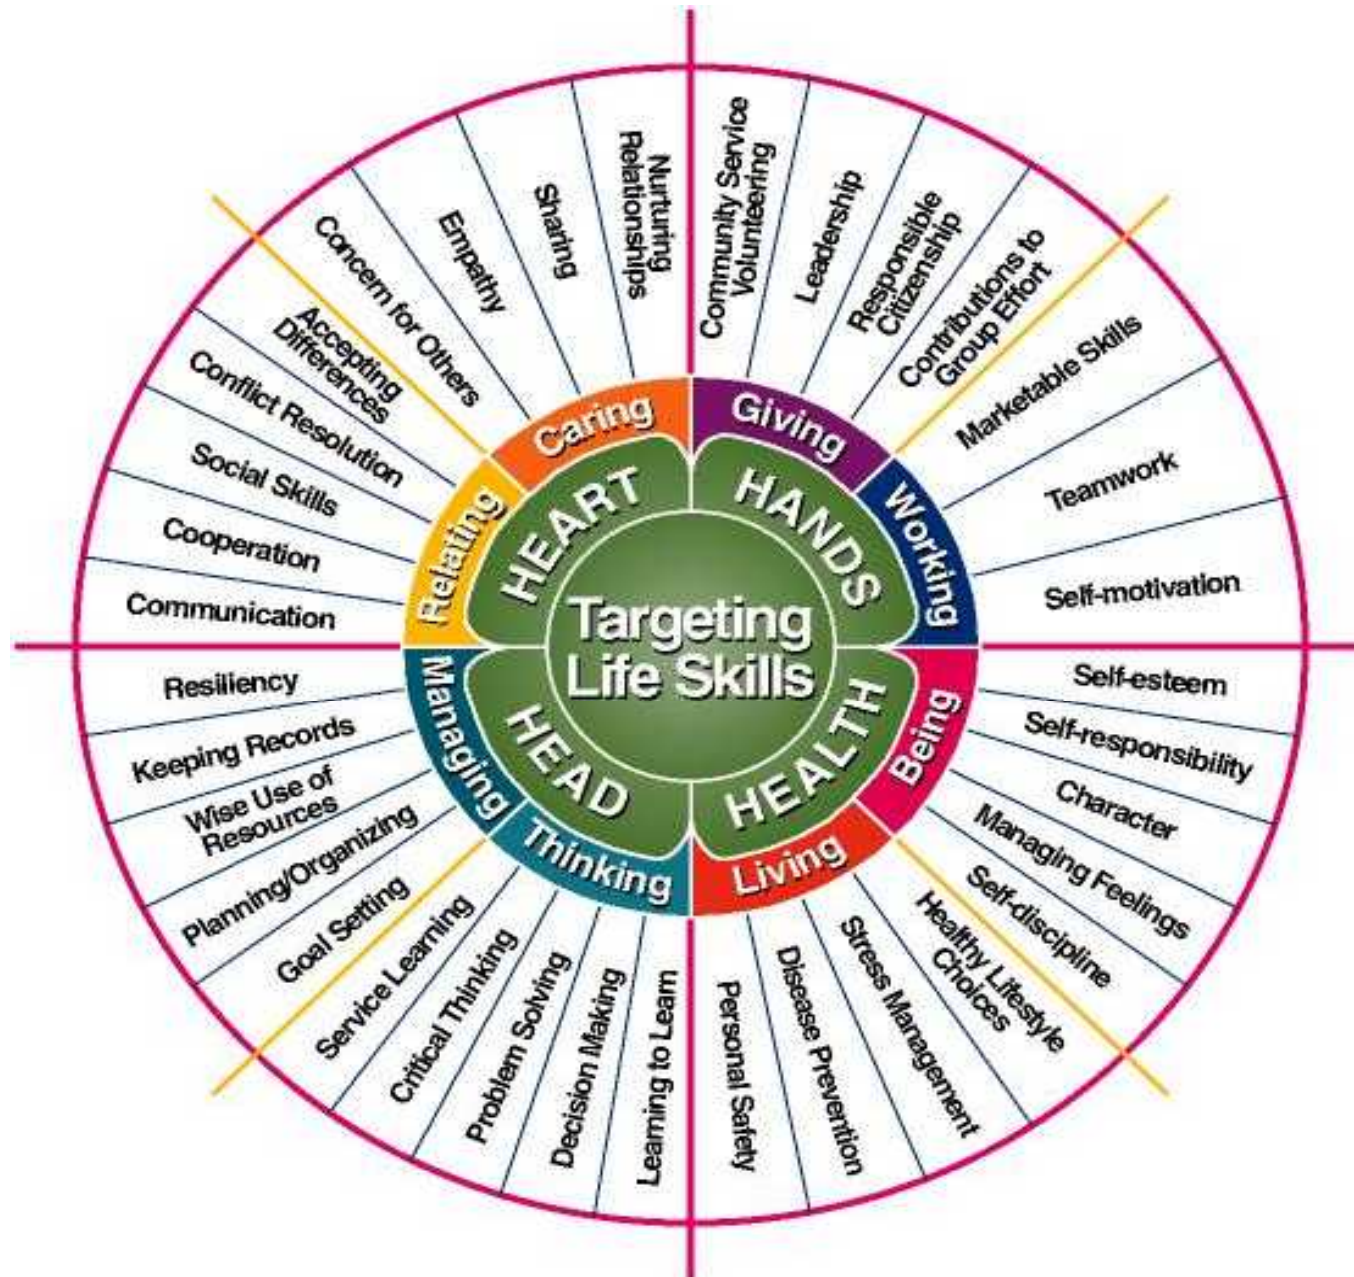 Targeting
Life Skills
HEART
HANDS
HEALTH
HEAD
Caring
Giving
Working
Being
Living
Thinking
Managing
Relating
Community Service
Volunteering
Leadership
Responsible
Citizenship
Contributions to
Group Effort
Marketable Skills
Teamwork
Self-motivation
Self-esteem
Self-responsibility
Character
Managing Feelings
Self-discipline
Healthy Lifestyle
Choices
Stress Management
Disease Prevention
Personal Safety
Learning to Learn
Decision Making
Problem Solving
Critical Thinking
Service Learning
Goal Setting
Planning/Organizing
Wise Use of
Resources
Keeping Records
Resiliency
Communication
Cooperation
Social Skills
Conflict Resolution
Accepting
Differences
Concern for Others
Empathy
Sharing
Nurturing
Relationships